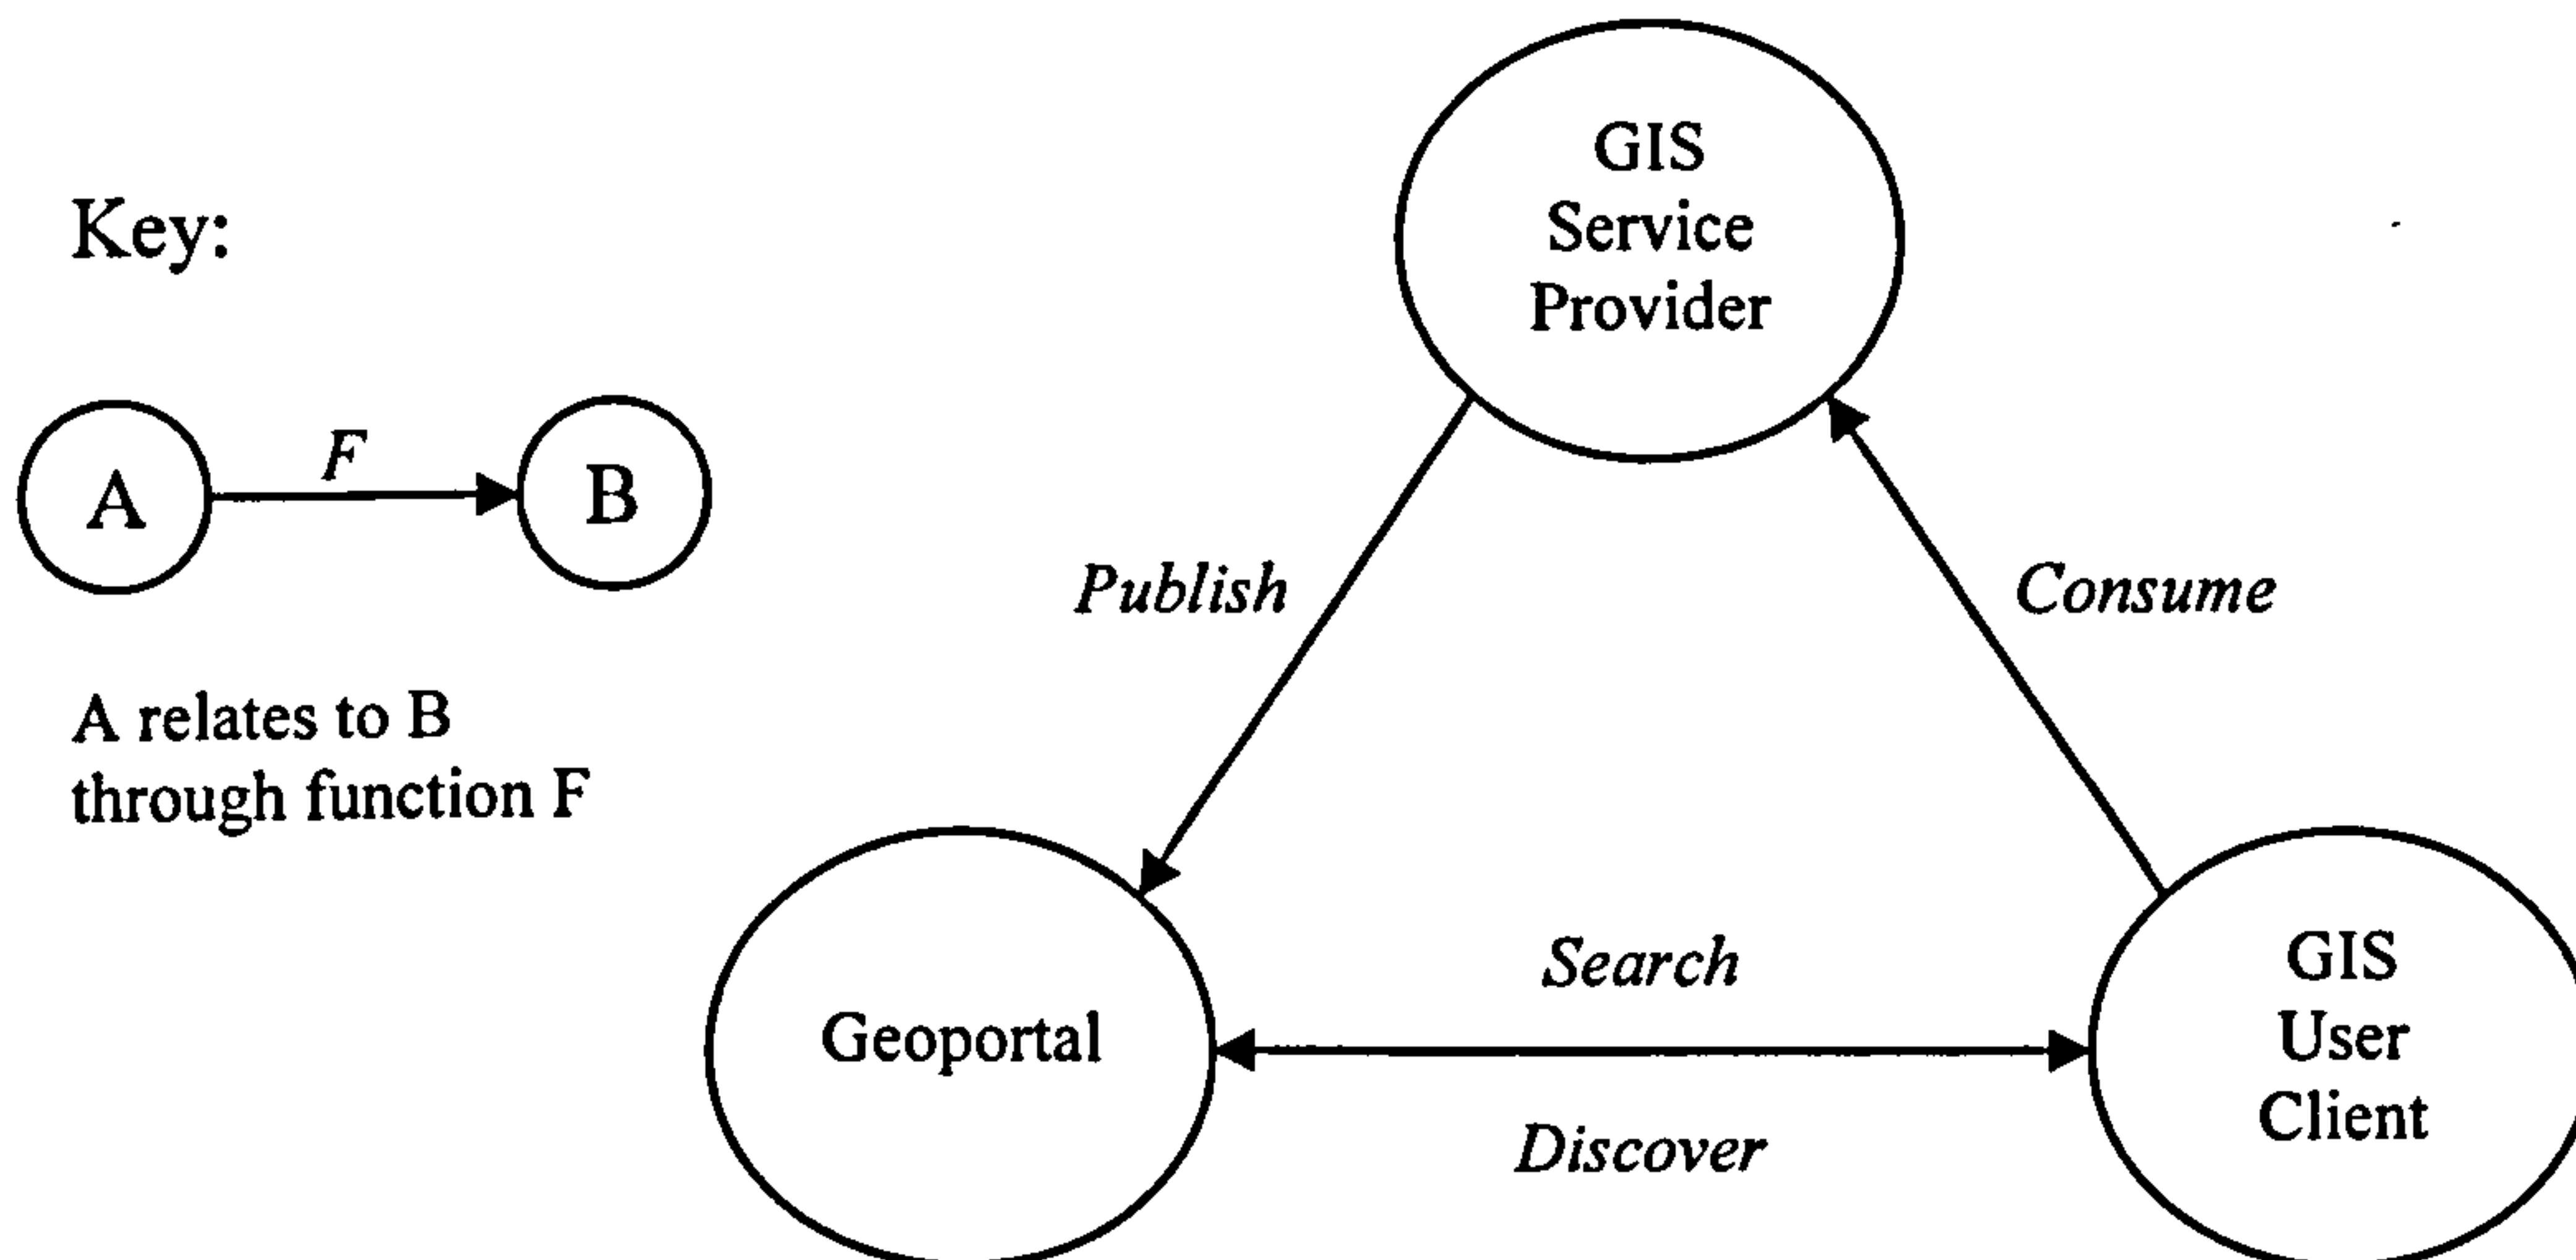 Key:
A
F
B
A relates to B
through function F
GIS
Service
Provider
Publish
Consume
Search
Geoportal
Discover
GIS
User
Client